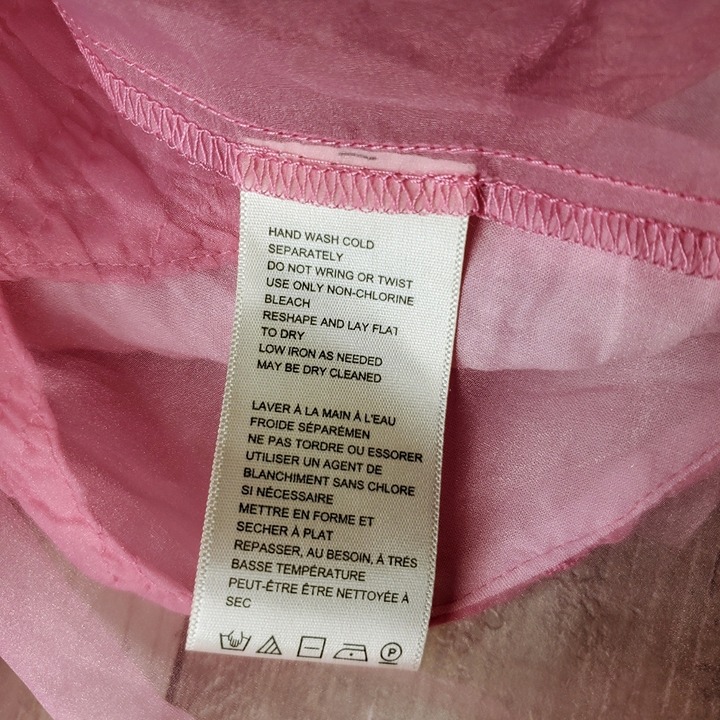 HAND WASH COLD
SEPARATELY
DO NOT WRING OR TWIST
USE ONLY NON-CHLORINE
BLEACH
RESHAPE AND LAY FLAT
TO DRY
LOW IRON AS NEEDED
MAY BE DRY CLEANED
LAVER À LA MAIN À L'EAU
FROIDE SÉPARÉMEN
NE PAS TORDRE OU ESSORER
UTILISER UN AGENT DE
BLANCHIMENT SANS CHLORE
SI NÉCESSAIRE
METTRE EN FORME ET
SECHER À PLAT
REPASSER, AU BESOIN, À TRÉS
BASSE TEMPÉRATURE
PEUT-ÊTRE ÊTRE NETTOYÉE À
SEC
P